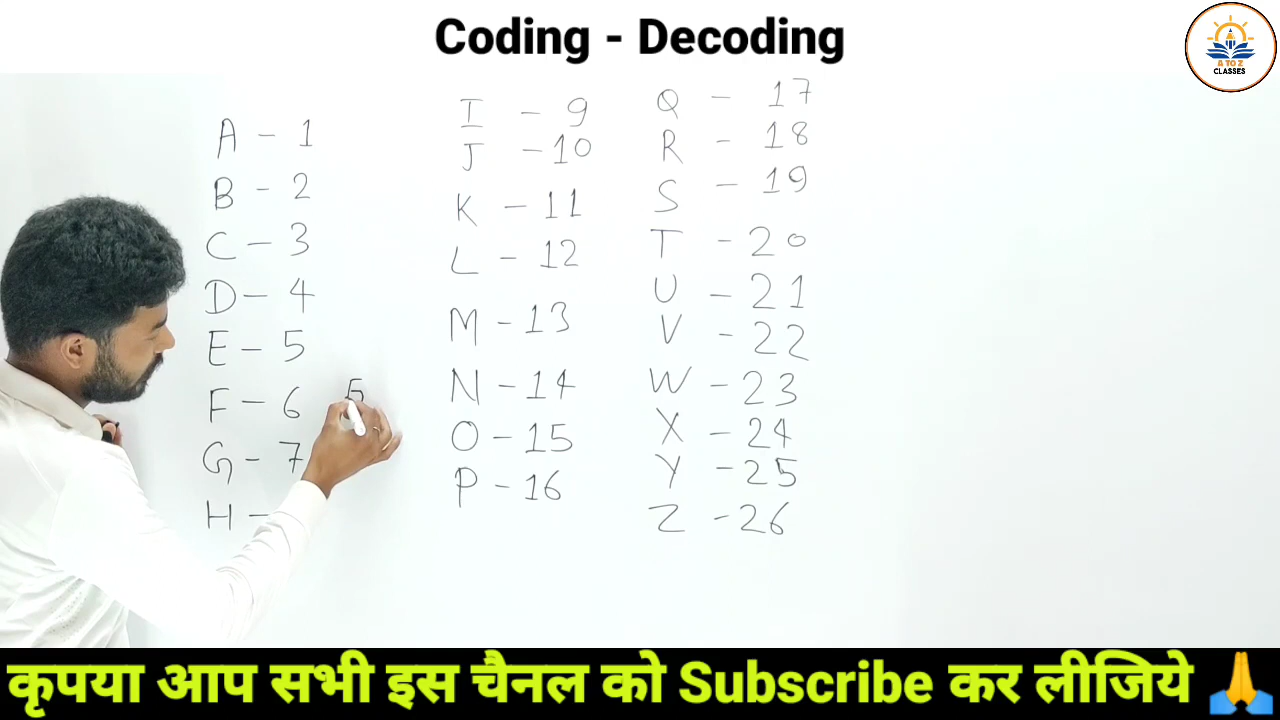 Coding - Decoding
A TO Z
CLASSES
A - 1
B - 2
C - 3
D - 4
E - 5
F - 6
G - 7
H -
I - 9
J - 10
K - 11
L - 12
M - 13
N - 14
O - 15
P - 16
Q - 17
R - 18
S - 19
T - 20
U - 21
V - 22
W - 23
X - 24
Y - 25
Z - 26
कृपया आप सभी इस चैनल को Subscribe कर लीजिये 🙏